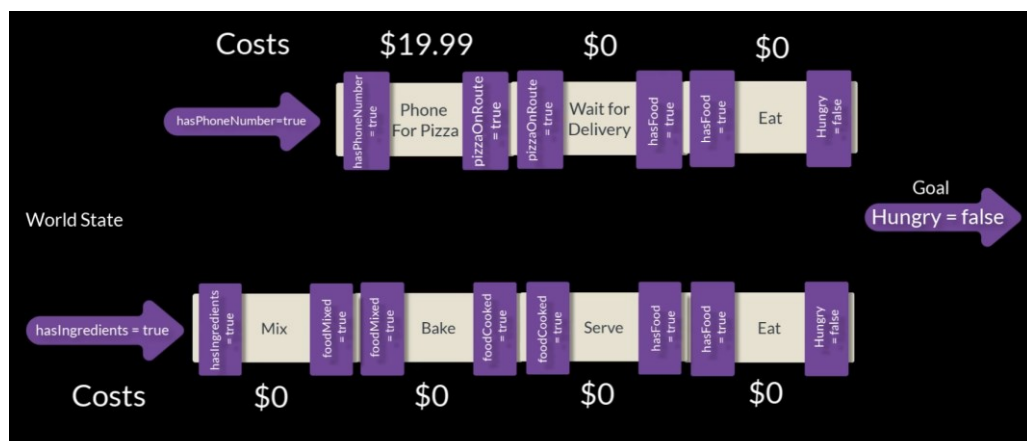 Costs $19.99 $0 $0
hasPhoneNumber=true
hasPhoneNumber
= true
Phone
For Pizza
pizzaOnRoute
= true
pizzaOnRoute
= true
Wait for
Delivery
hasFood
= true
hasFood
= true
Eat
Hungry
= false
World State
Goal
Hungry = false
hasIngredients = true
hasIngredients
= true
Mix
foodMixed
= true
foodMixed
= true
Bake
foodCooked
= true
foodCooked
= true
Serve
hasFood
= true
hasFood
= true
Eat
Hungry
= false
Costs $0 $0 $0 $0